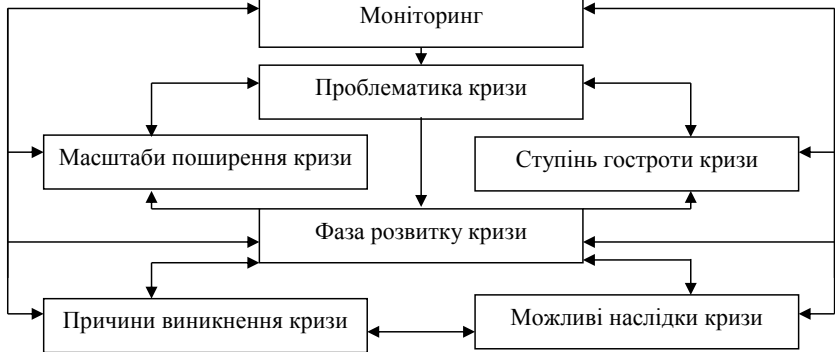 Моніторинг
Проблематика кризи
Масштаби поширення кризи
Ступінь гостроти кризи
Фаза розвитку кризи
Причини виникнення кризи
Можливі наслідки кризи